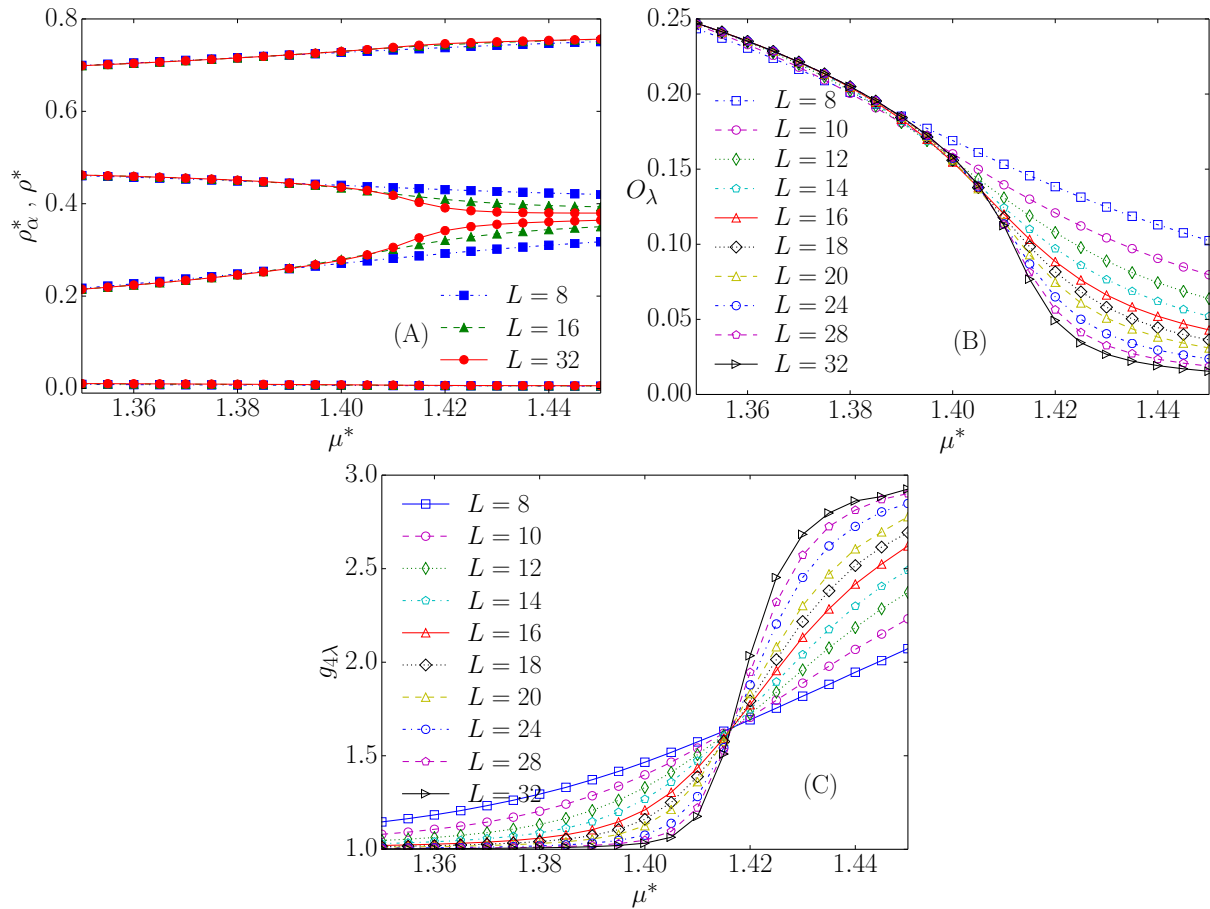 0.8
0.6
0.4
0.2
0.0
ρ*α , ρ*
L = 8
L = 16
L = 32
(A)
1.36 1.38 1.40 1.42 1.44
μ*
0.25
0.20
0.15
0.10
0.05
0.00
Oλ
L = 8
L = 10
L = 12
L = 14
L = 16
L = 18
L = 20
L = 24
L = 28
L = 32
(B)
1.36 1.38 1.40 1.42 1.44
μ*
3.0
2.5
2.0
1.5
1.0
g4λ
L = 8
L = 10
L = 12
L = 14
L = 16
L = 18
L = 20
L = 24
L = 28
L = 32
(C)
1.36 1.38 1.40 1.42 1.44
μ*